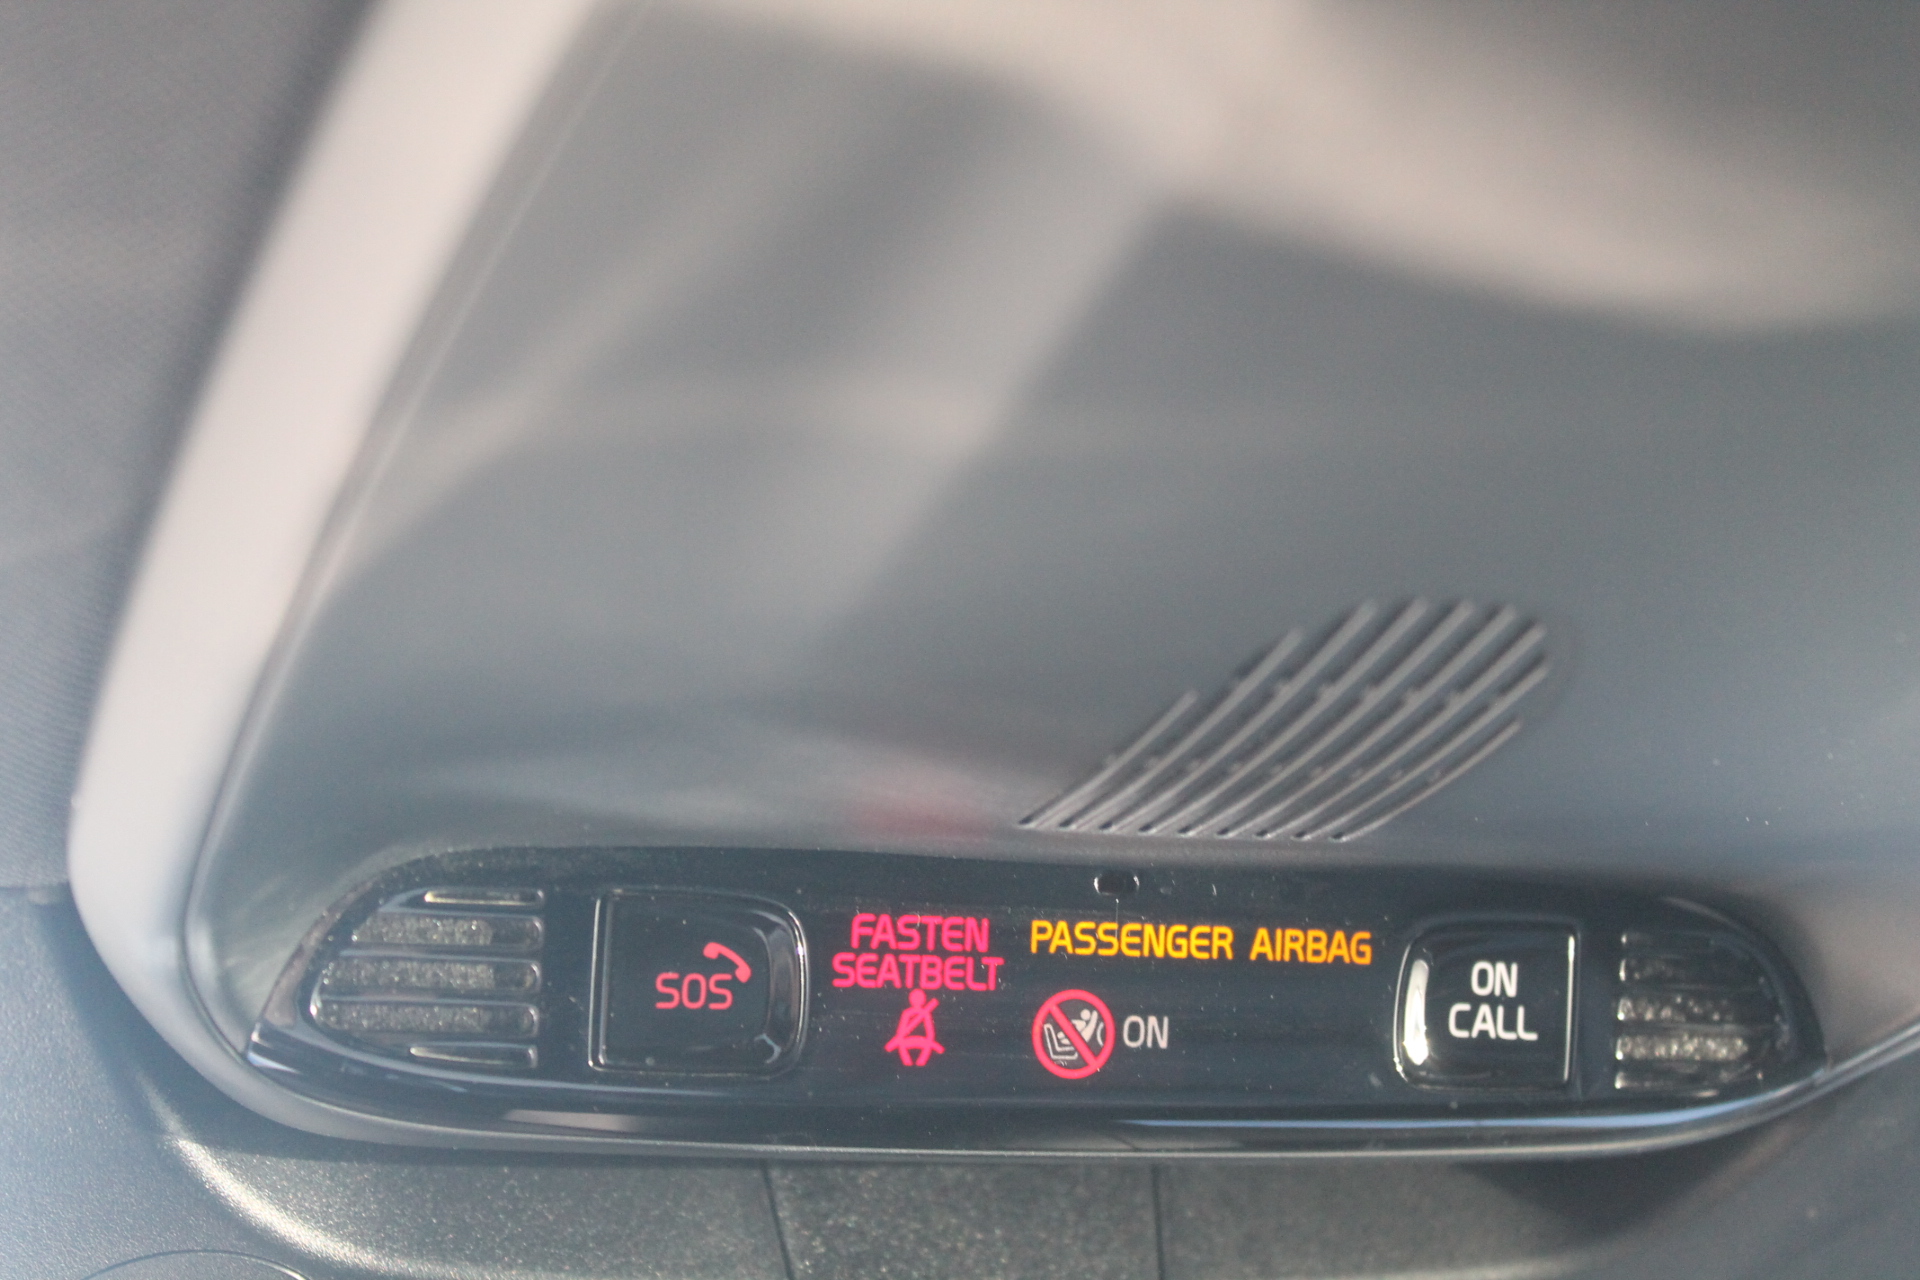 SOS
FASTEN
SEATBELT
PASSENGER AIRBAG
ON
ON
CALL